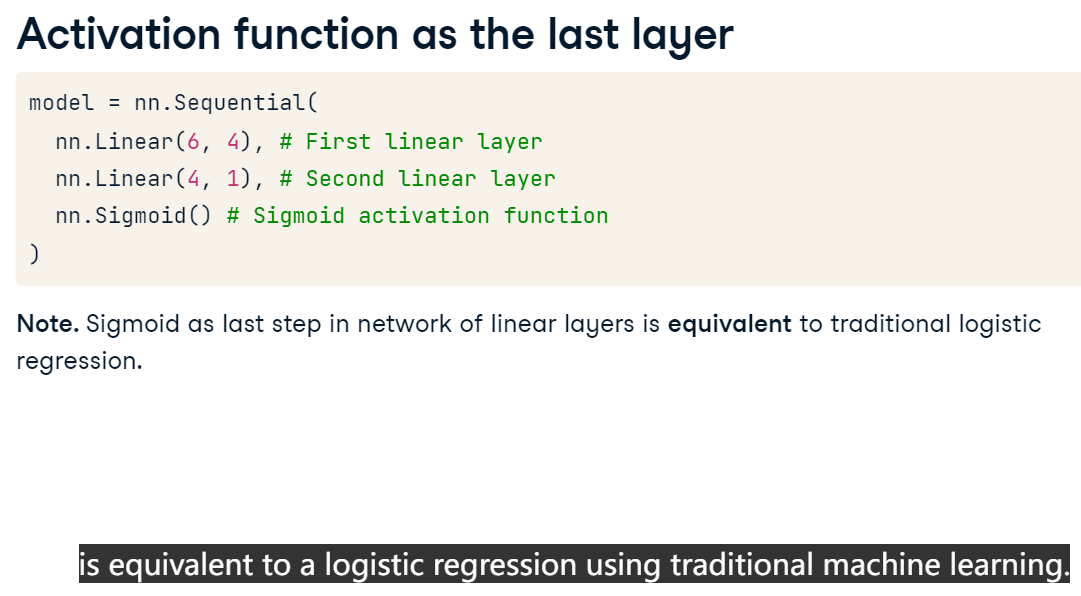 Activation function as the last layer
model = nn.Sequential(
  nn.Linear(6, 4), # First linear layer
  nn.Linear(4, 1), # Second linear layer
  nn.Sigmoid() # Sigmoid activation function
)
Note. Sigmoid as last step in network of linear layers is equivalent to traditional logistic
regression.
is equivalent to a logistic regression using traditional machine learning.